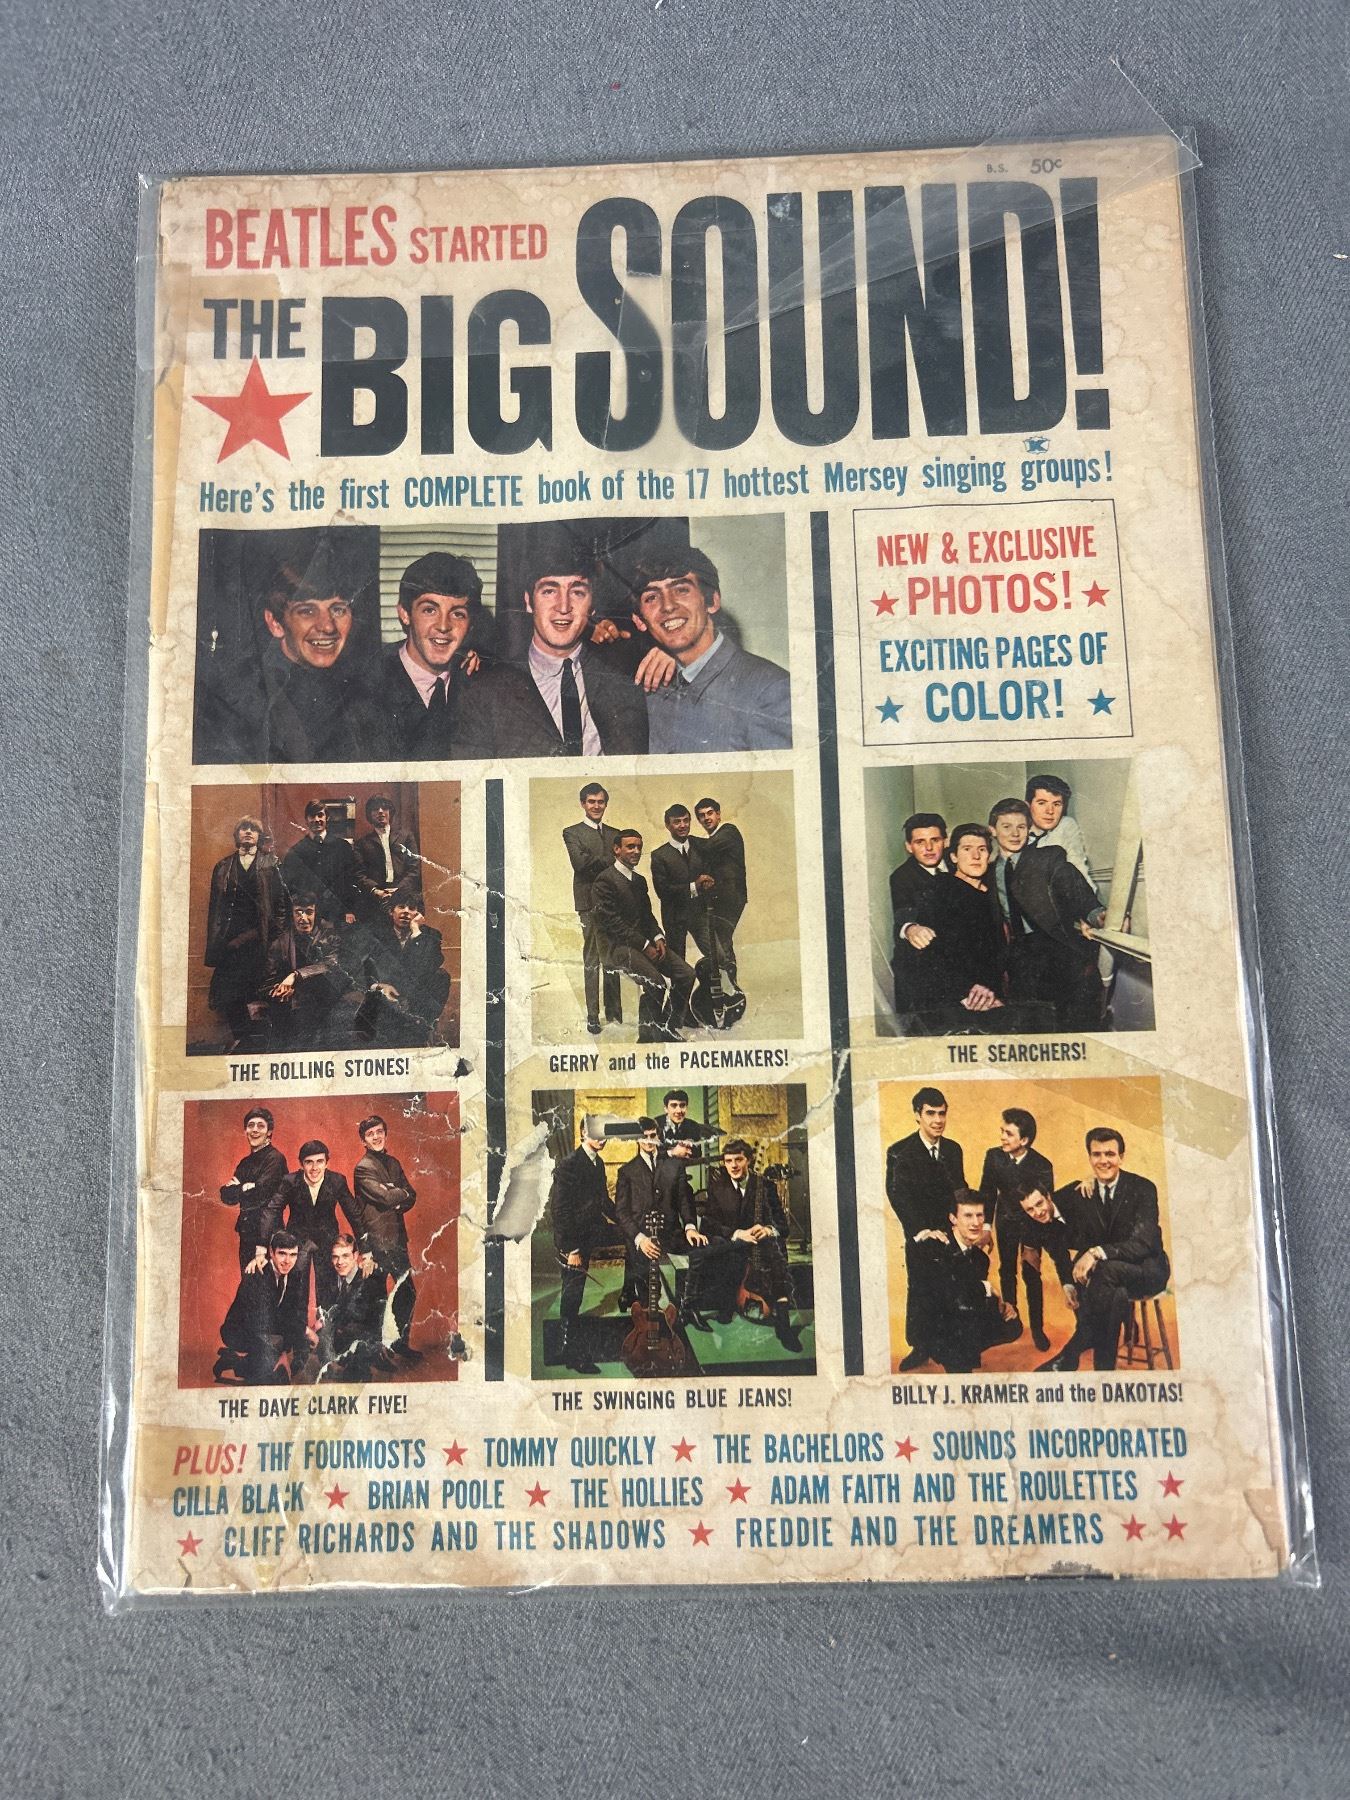 B.S. 50¢
BEATLES STARTED
THE BIG SOUND!
K
Here's the first COMPLETE book of the 17 hottest Mersey singing groups!
NEW & EXCLUSIVE
★ PHOTOS! ★
EXCITING PAGES OF
★ COLOR! ★
THE ROLLING STONES!
GERRY and the PACEMAKERS!
THE SEARCHERS!
THE DAVE CLARK FIVE!
THE SWINGING BLUE JEANS!
BILLY J. KRAMER and the DAKOTAS!
PLUS! THE FOURMOSTS ★ TOMMY QUICKLY ★ THE BACHELORS ★ SOUNDS INCORPORATED
CILLA BLACK ★ BRIAN POOLE ★ THE HOLLIES ★ ADAM FAITH AND THE ROULETTES ★
★ CLIFF RICHARDS AND THE SHADOWS ★ FREDDIE AND THE DREAMERS ★ ★